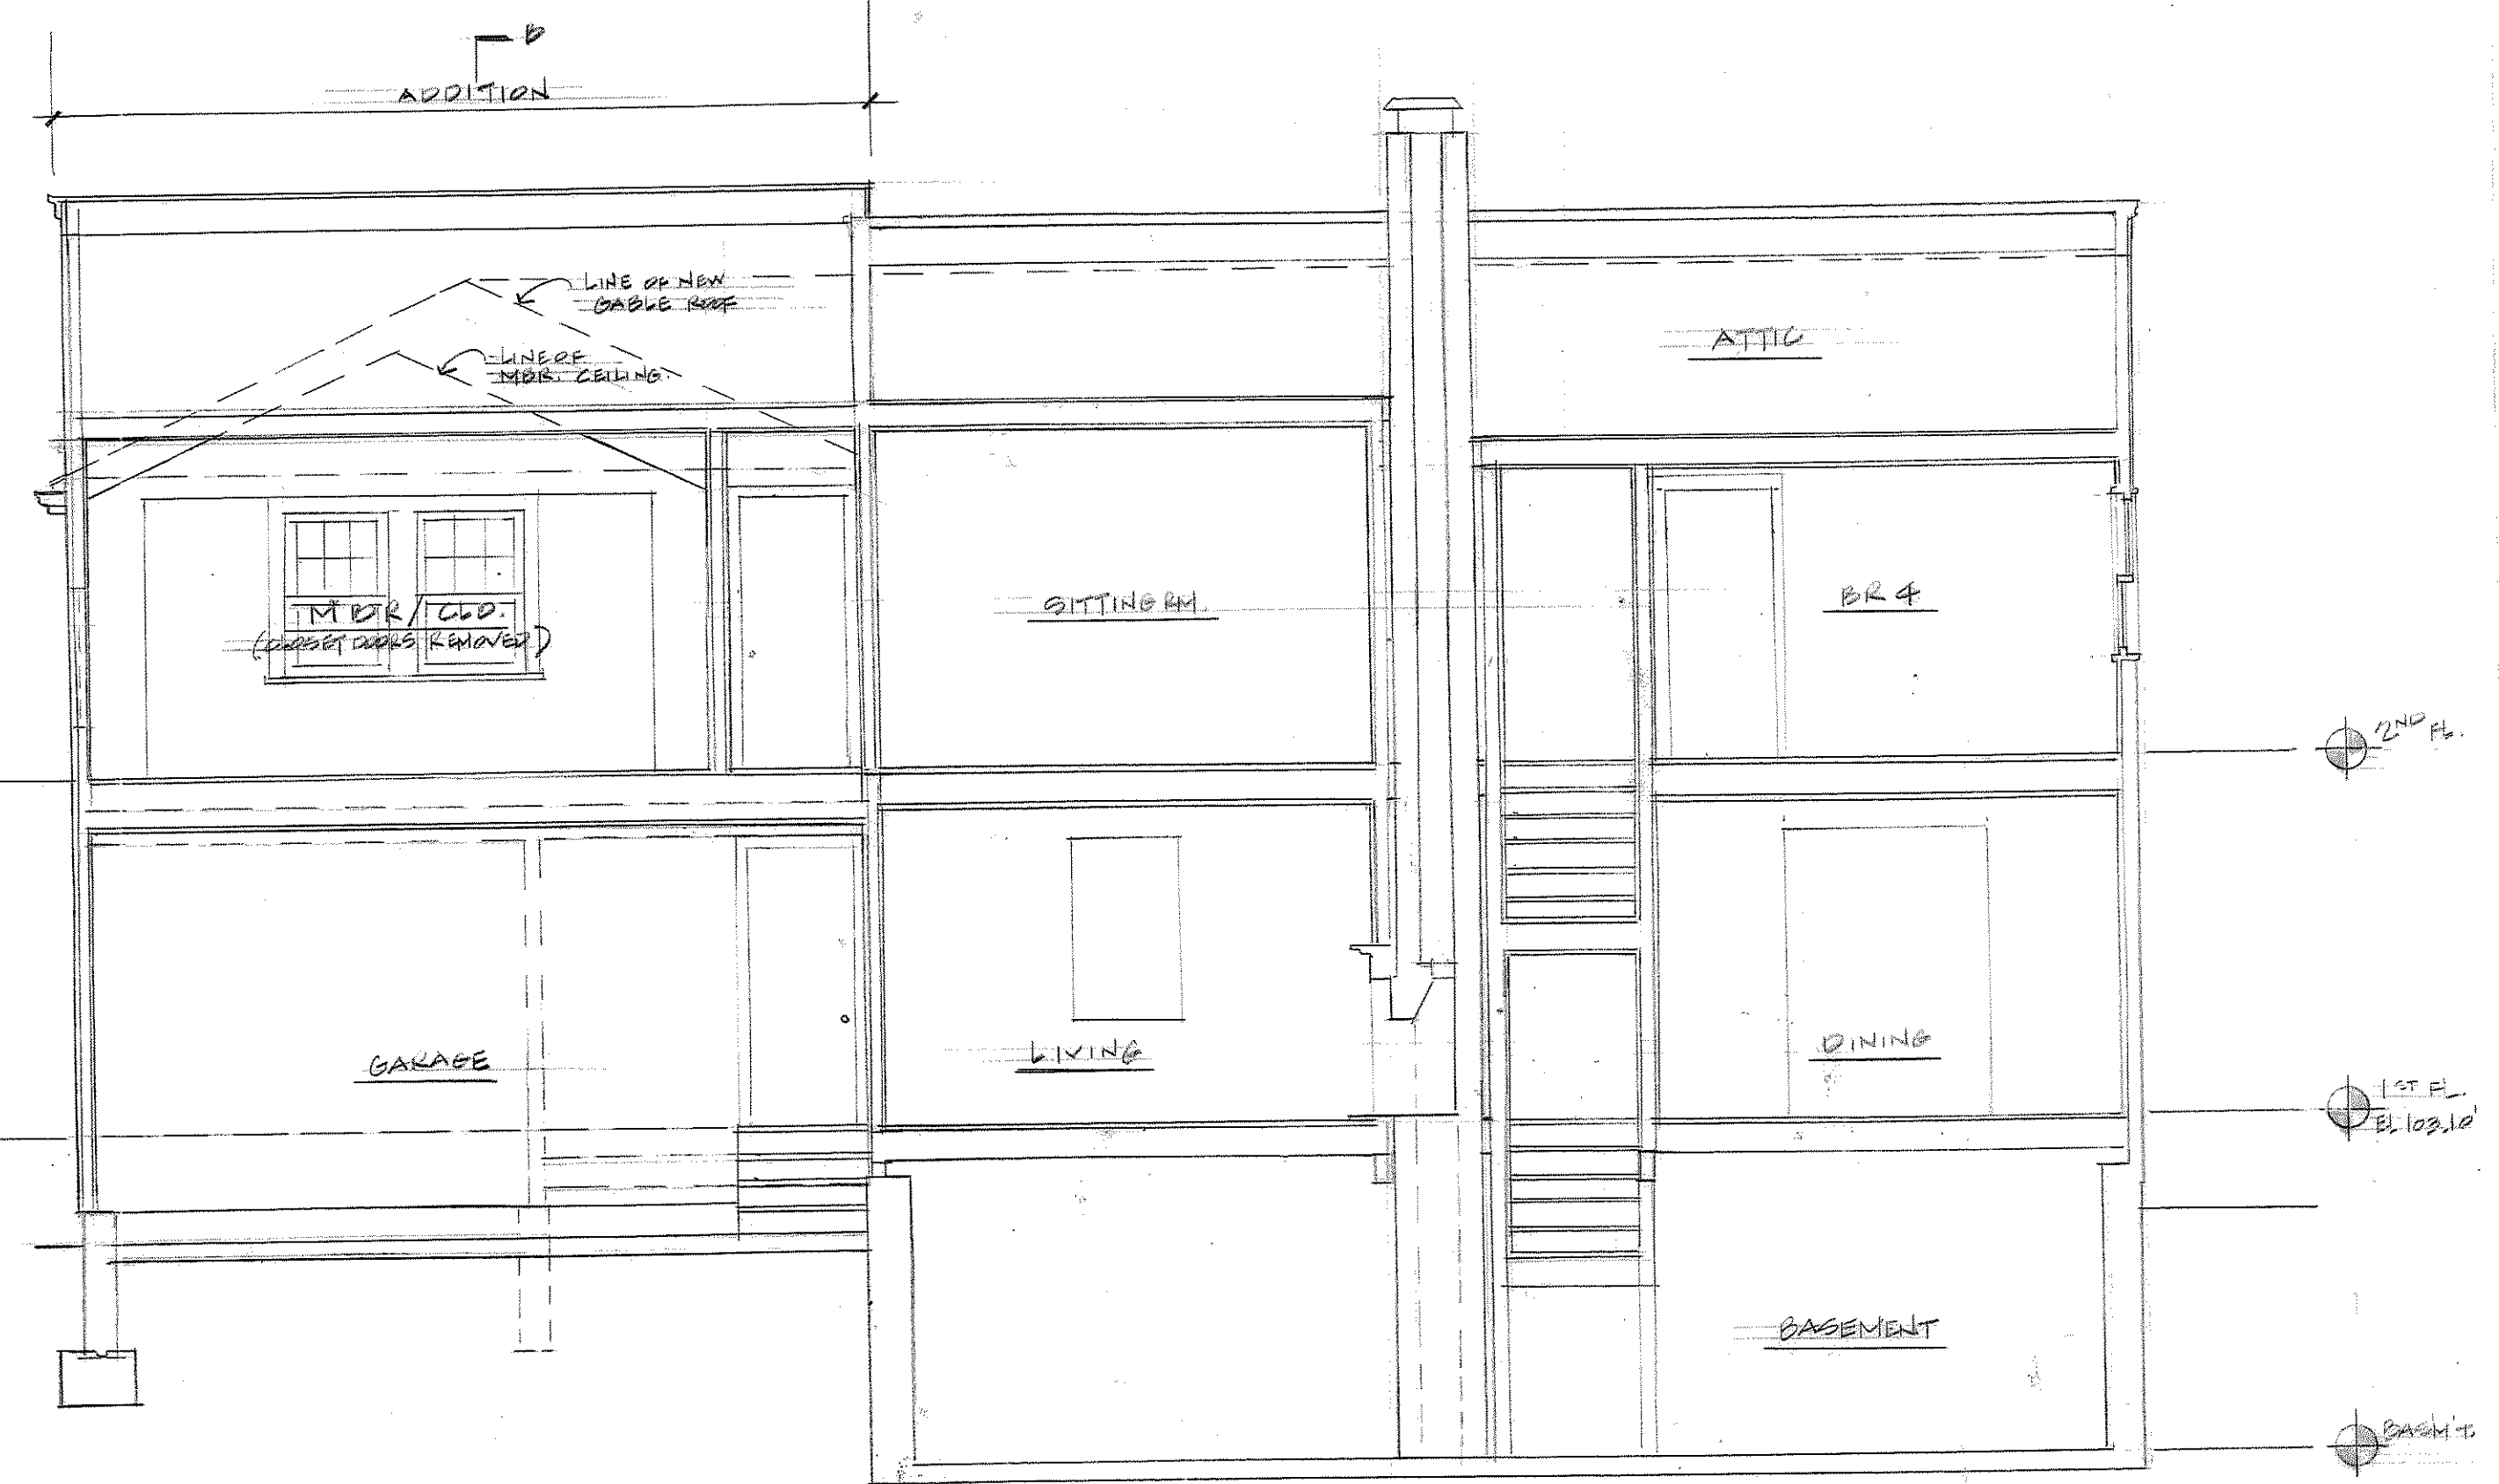 B
ADDITION
LINE OF NEW
GABLE ROOF
LINE OF
MBR. CEILING.
ATTIC
MBR/CLO.
(CLOSET DOORS REMOVED)
SITTING RM.
BR 4
2ND FL.
GARAGE
LIVING
DINING
1ST FL.
EL 103.10'
BASEMENT
BASM'T.